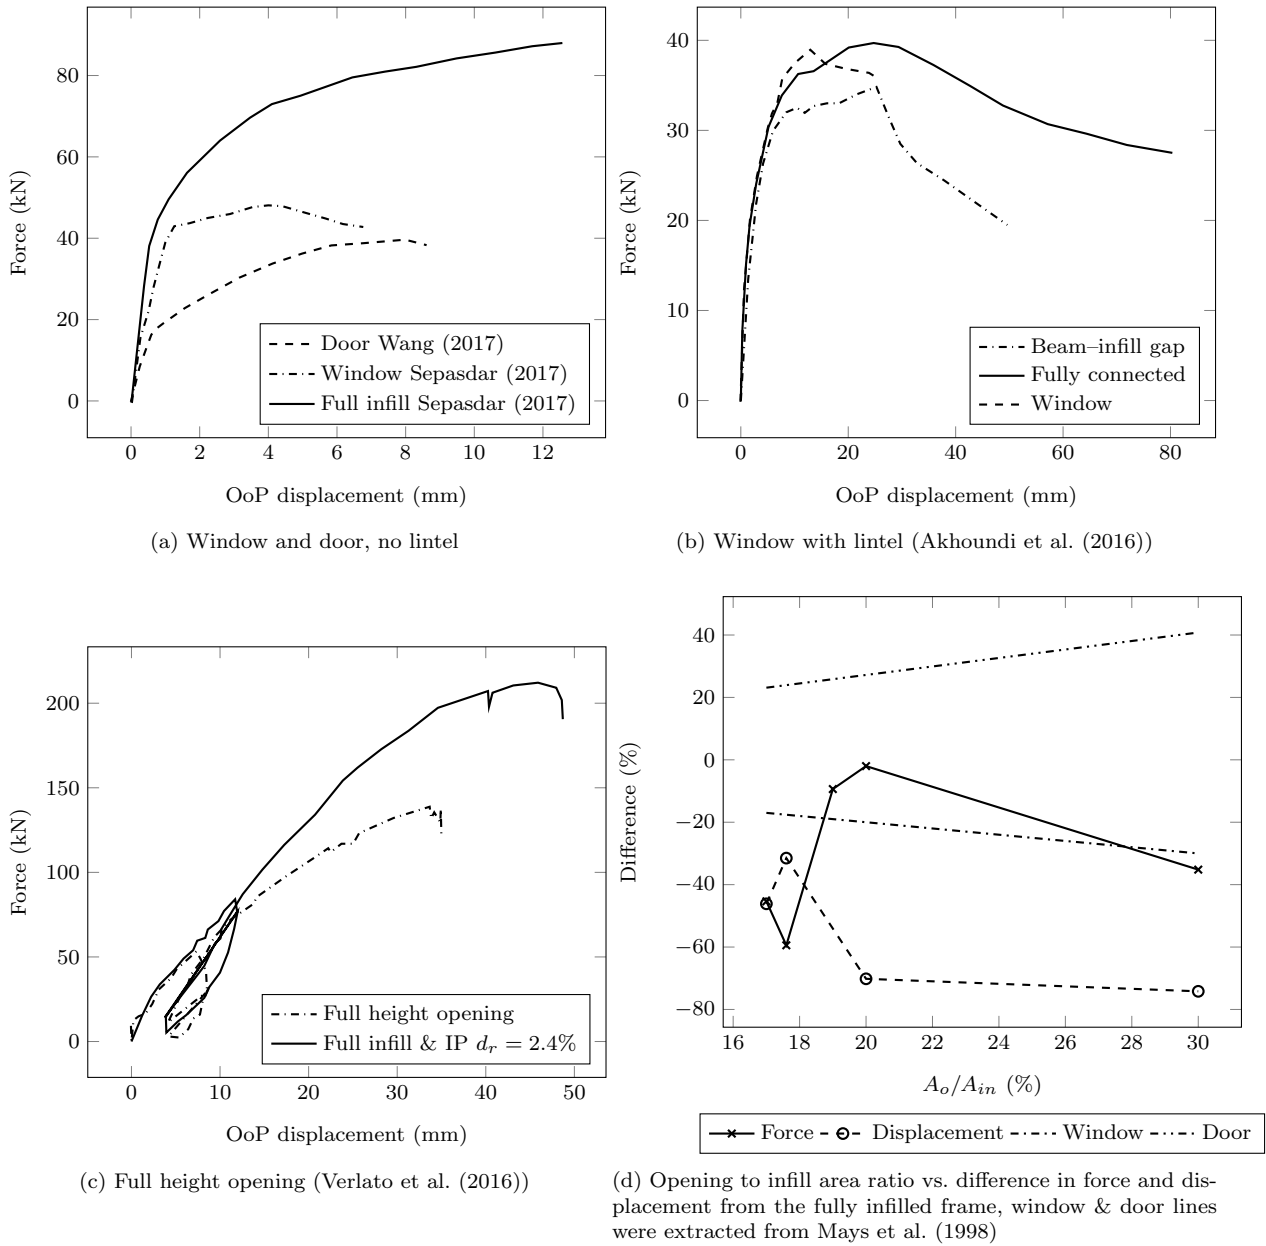 80
60
40
20
0
Force (kN)
Door Wang (2017)
Window Sepasdar (2017)
Full infill Sepasdar (2017)
0 2 4 6 8 10 12
OoP displacement (mm)
(a) Window and door, no lintel
40
30
20
10
0
Force (kN)
Beam–infill gap
Fully connected
Window
0 20 40 60 80
OoP displacement (mm)
(b) Window with lintel (Akhoundi et al. (2016))
200
150
100
50
0
Force (kN)
Full height opening
Full infill & IP d_r = 2.4%
0 10 20 30 40 50
OoP displacement (mm)
(c) Full height opening (Verlato et al. (2016))
40
20
0
−20
−40
−60
−80
Difference (%)
16 18 20 22 24 26 28 30
A_o/A_in (%)
Force Displacement Window Door
(d) Opening to infill area ratio vs. difference in force and dis-
placement from the fully infilled frame, window & door lines
were extracted from Mays et al. (1998)